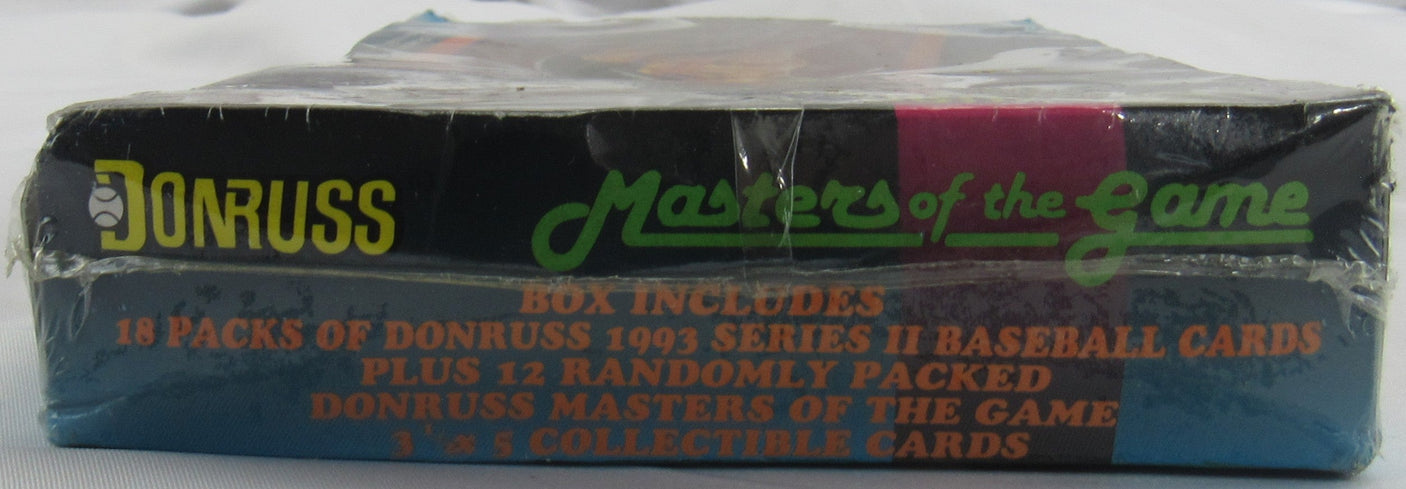 DONRUSS
Masters of the Game
BOX INCLUDES
18 PACKS OF DONRUSS 1993 SERIES II BASEBALL CARDS
PLUS 12 RANDOMLY PACKED
DONRUSS MASTERS OF THE GAME
3 ½ x 5 COLLECTIBLE CARDS